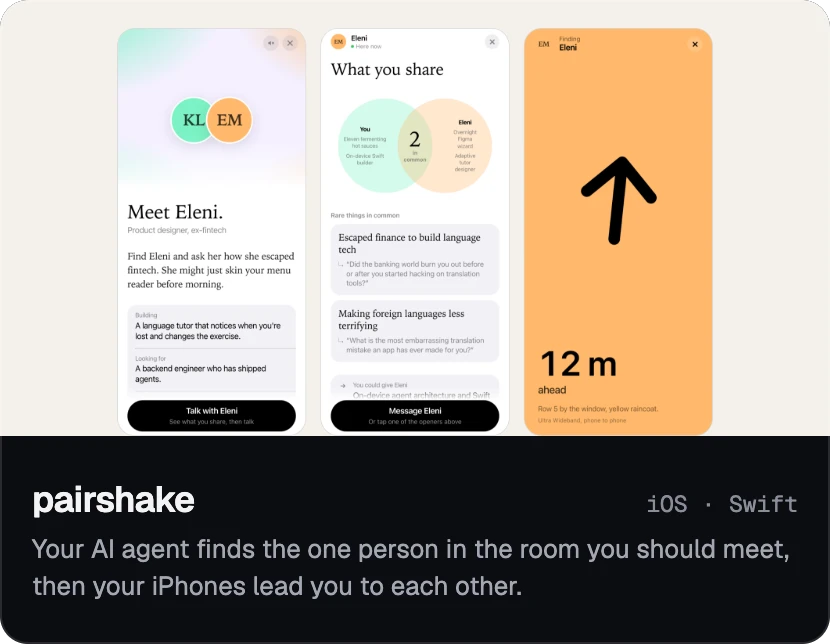 KL
EM
Meet Eleni.
Product designer, ex-fintech
Find Eleni and ask her how she escaped
fintech. She might just skin your menu
reader before morning.
Building
A language tutor that notices when you're
lost and changes the exercise.
Looking for
A backend engineer who has shipped
agents.
Talk with Eleni
See what you share, then talk
EM
Eleni
Here now
What you share
You
Eleven fermenting
hot sauces
On-device Swift
builder
2
in
common
Eleni
Overnight
Figma
wizard
Adaptive
tutor
designer
Rare things in common
Escaped finance to build language
tech
"Did the banking world burn you out before
or after you started hacking on translation
tools?"
Making foreign languages less
terrifying
"What is the most embarrassing translation
mistake an app has ever made for you?"
You could give Eleni
On-device agent architecture and Swift
Message Eleni
Or tap one of the openers above
EM
Finding
Eleni
12 m
ahead
Row 5 by the window, yellow raincoat.
Ultra Wideband, phone to phone
pairshake
iOS · Swift
Your AI agent finds the one person in the room you should meet,
then your iPhones lead you to each other.